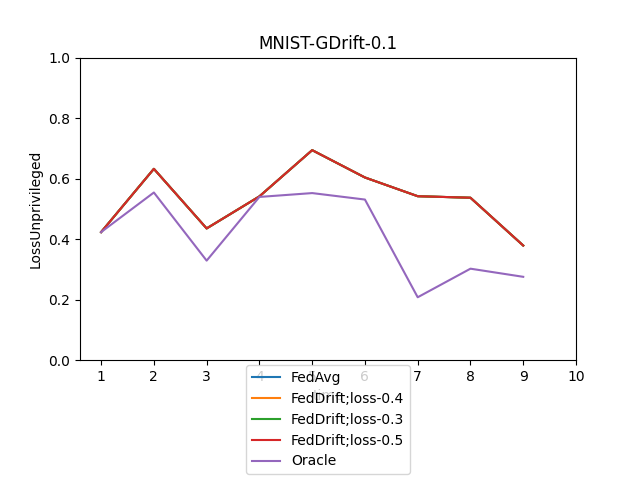 MNIST-GDrift-0.1
LossUnprivileged
1.0
0.8
0.6
0.4
0.2
0.0
1 2 3 4 5 6 7 8 9 10
FedAvg
FedDrift;loss-0.4
FedDrift;loss-0.3
FedDrift;loss-0.5
Oracle